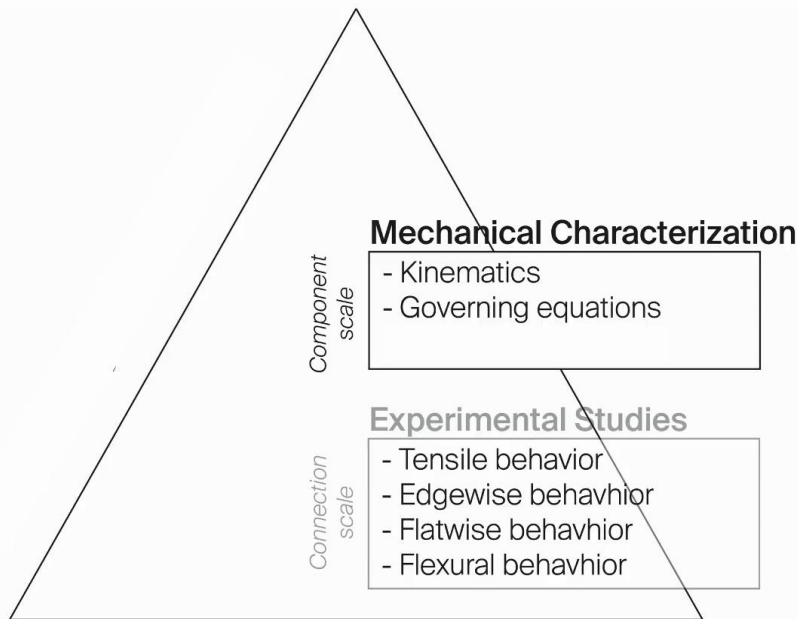 Mechanical Characterization
Component
scale
- Kinematics
- Governing equations
Experimental Studies
Connection
scale
- Tensile behavior
- Edgewise behavhior
- Flatwise behavhior
- Flexural behavhior